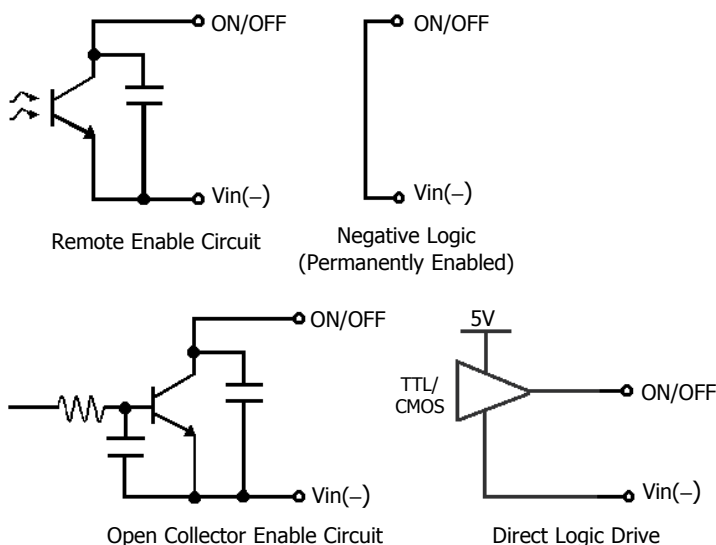 ON/OFF
Vin(−)
Remote Enable Circuit
ON/OFF
Vin(−)
Negative Logic
(Permanently Enabled)
ON/OFF
Vin(−)
Open Collector Enable Circuit
5V
TTL/
CMOS
ON/OFF
Vin(−)
Direct Logic Drive